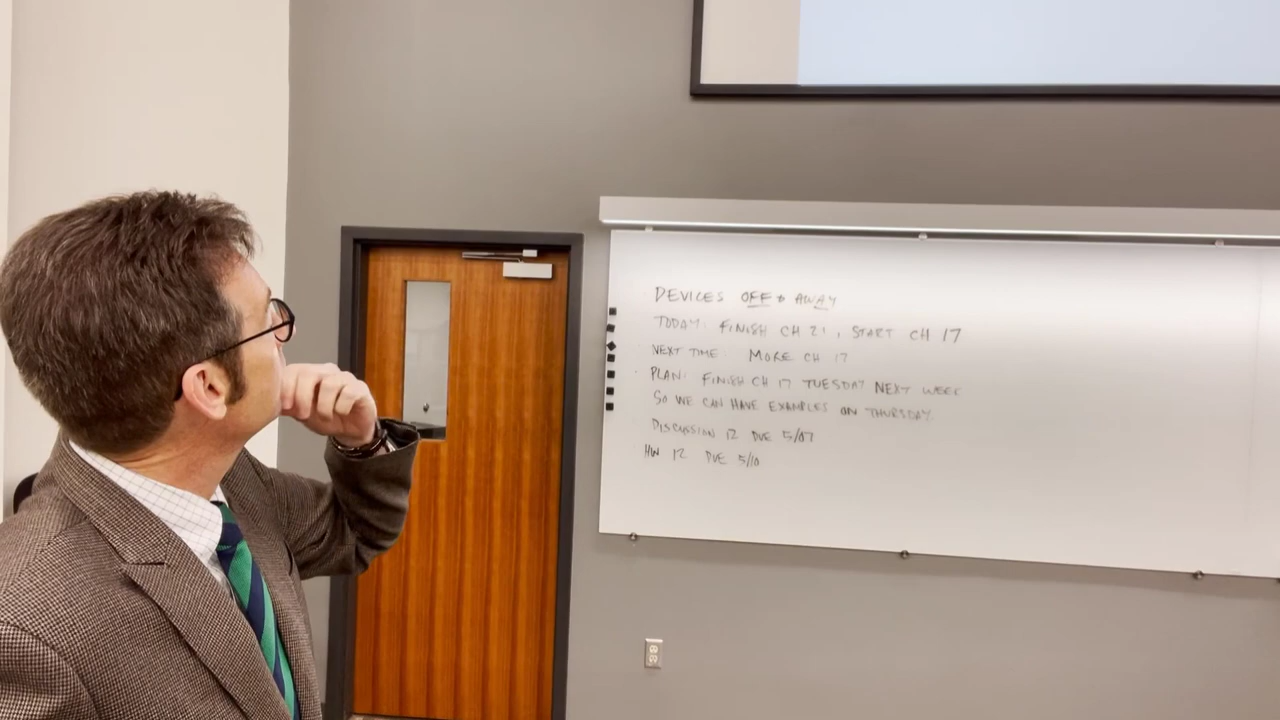 DEVICES OFF & AWAY
TODAY: FINISH CH 21, START CH 17
NEXT TIME: MORE CH 17
PLAN: FINISH CH 17 TUESDAY NEXT WEEK
SO WE CAN HAVE EXAMPLES ON THURSDAY.
DISCUSSION 12 DUE 5/07
HW 12 DUE 5/10